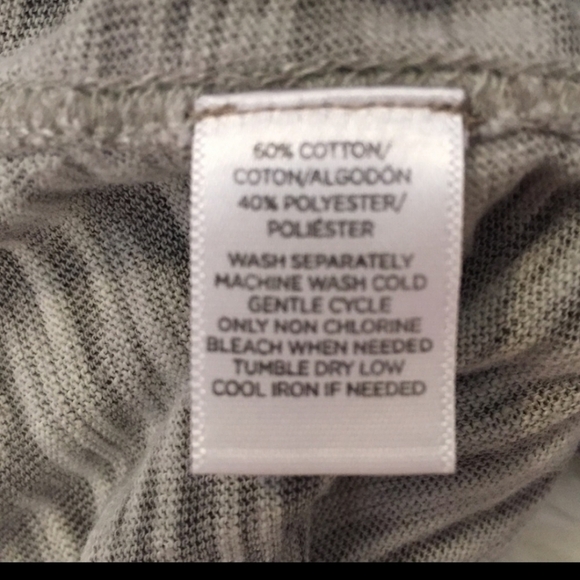 60% COTTON/
COTON/ALGODÓN
40% POLYESTER/
POLIÉSTER
WASH SEPARATELY
MACHINE WASH COLD
GENTLE CYCLE
ONLY NON CHLORINE
BLEACH WHEN NEEDED
TUMBLE DRY LOW
COOL IRON IF NEEDED